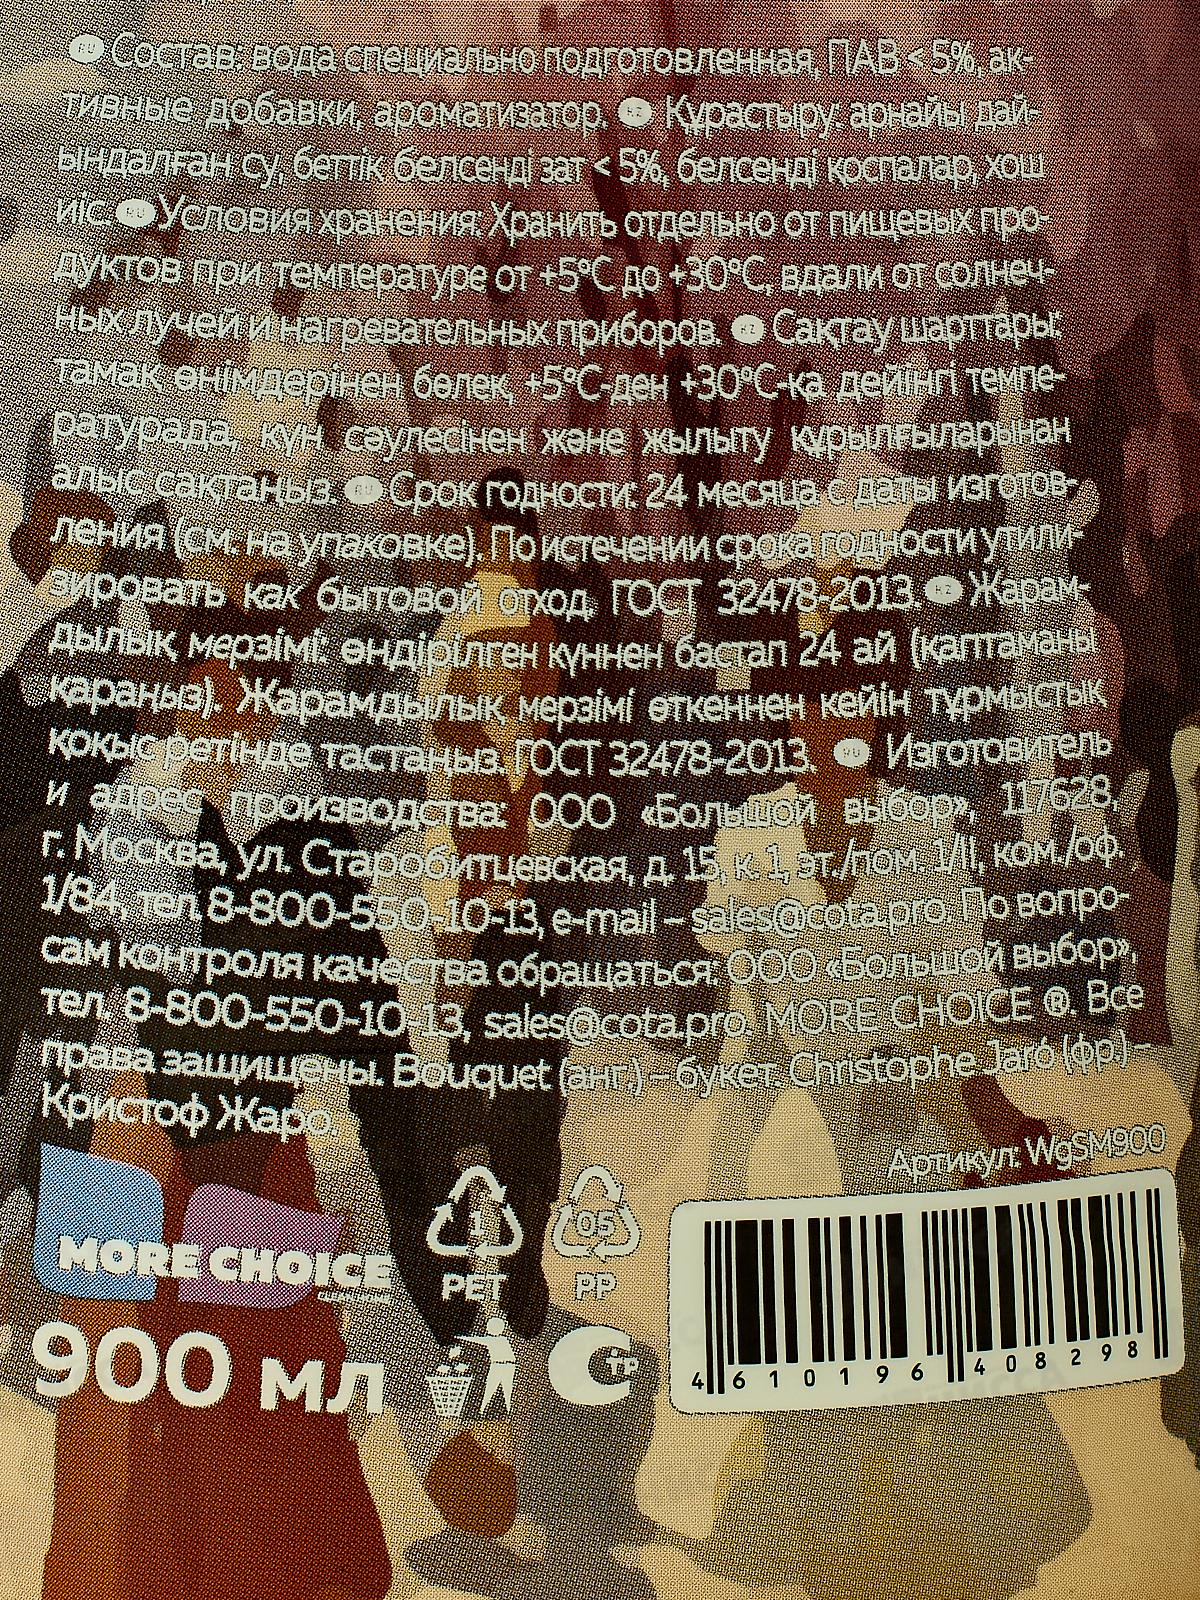 RU Состав: вода специально подготовленная, ПАВ < 5%, ак-
тивные добавки, ароматизатор. KZ Құрастыру: арнайы дай-
ындалған су, беттік белсенді зат < 5%, белсенді қоспалар, хош
иіс. RU Условия хранения: Хранить отдельно от пищевых про-
дуктов при температуре от +5°С до +30°С, вдали от солнеч-
ных лучей и нагревательных приборов. KZ Сақтау шарттары:
тамақ өнімдерінен бөлек, +5°С-ден +30°С-қа дейінгі темпе-
ратурада, күн сәулесінен және жылыту құрылғыларынан
алыс сақтаңыз. RU Срок годности: 24 месяца с даты изготов-
ления (см. на упаковке). По истечении срока годности утили-
зировать как бытовой отход. ГОСТ 32478-2013. KZ Жарам-
дылық мерзімі: өндірілген күннен бастап 24 ай (қаптаманы
қараңыз). Жарамдылық мерзімі өткеннен кейін тұрмыстық
қоқыс ретінде тастаңыз. ГОСТ 32478-2013. RU Изготовитель
и адрес производства: ООО «Большой выбор», 117628,
г. Москва, ул. Старобитцевская, д. 15, к. 1, эт./пом. 1/I, ком./оф.
1/84, тел. 8-800-550-10-13, e-mail – sales@cota.pro. По вопро-
сам контроля качества обращаться: ООО «Большой выбор»,
тел. 8-800-550-10-13, sales@cota.pro. MORE CHOICE ®. Все
права защищены. Bouquet (анг.) – букет. Christophe Jaró (фр.) –
Кристоф Жаро.
Артикул: WgSM900
MORE CHOICE
1
PET
05
PP
900 мл
ТР
4 610196 408298